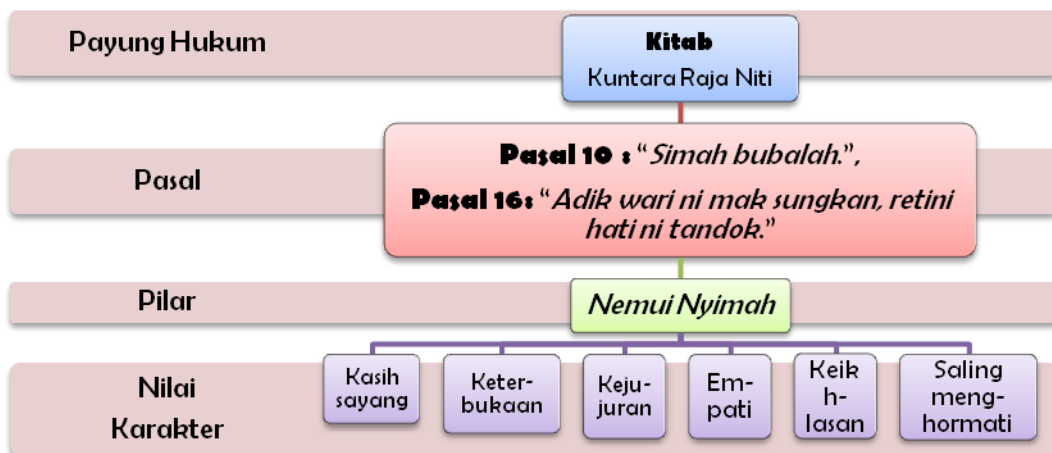 Payung Hukum
Kitab
Kuntara Raja Niti
Pasal
Pasal 10 : "Simah bubalah.",
Pasal 16: "Adik wari ni mak sungkan, retini
hati ni tandok."
Pilar
Nemui Nyimah
Nilai
Karakter
Kasih
sayang
Keter-
bukaan
Keju-
juran
Em-
pati
Keik
h-
lasan
Saling
meng-
hormati